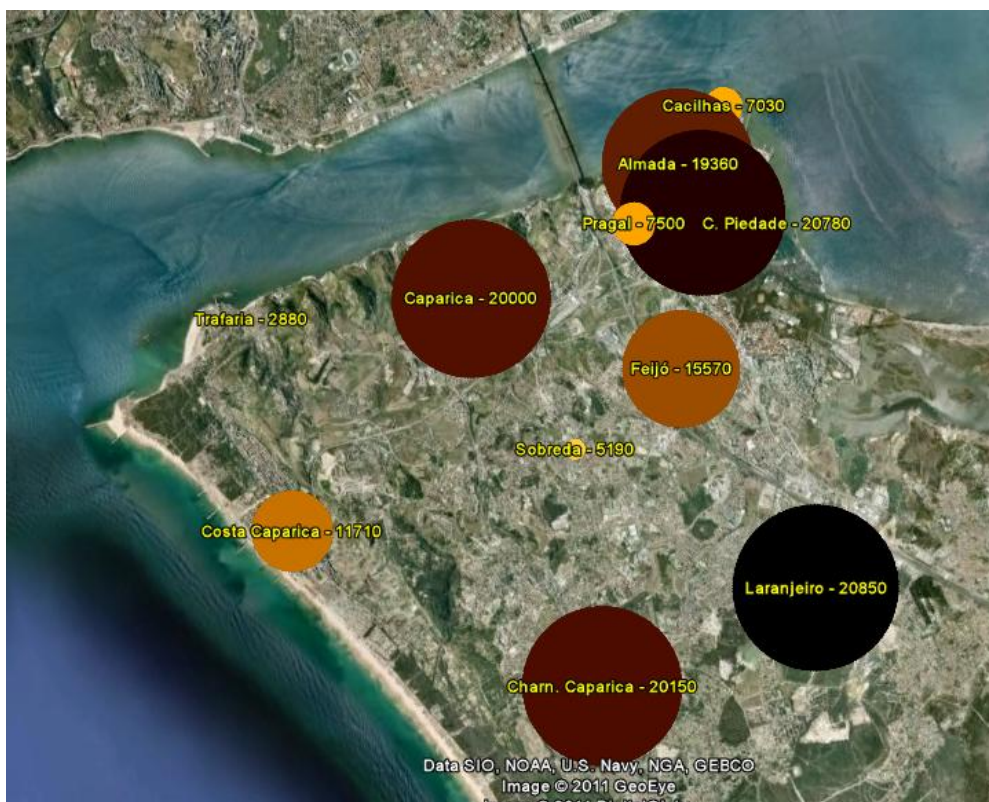 Cacilhas - 7030
Almada - 19360
Pragal - 7500
C. Piedade - 20780
Caparica - 20000
Trafaria - 2880
Feijó - 15570
Sobreda - 5190
Costa Caparica - 11710
Laranjeiro - 20850
Charn. Caparica - 20150
Data SIO, NOAA, U.S. Navy, NGA, GEBCO
Image © 2011 GeoEye